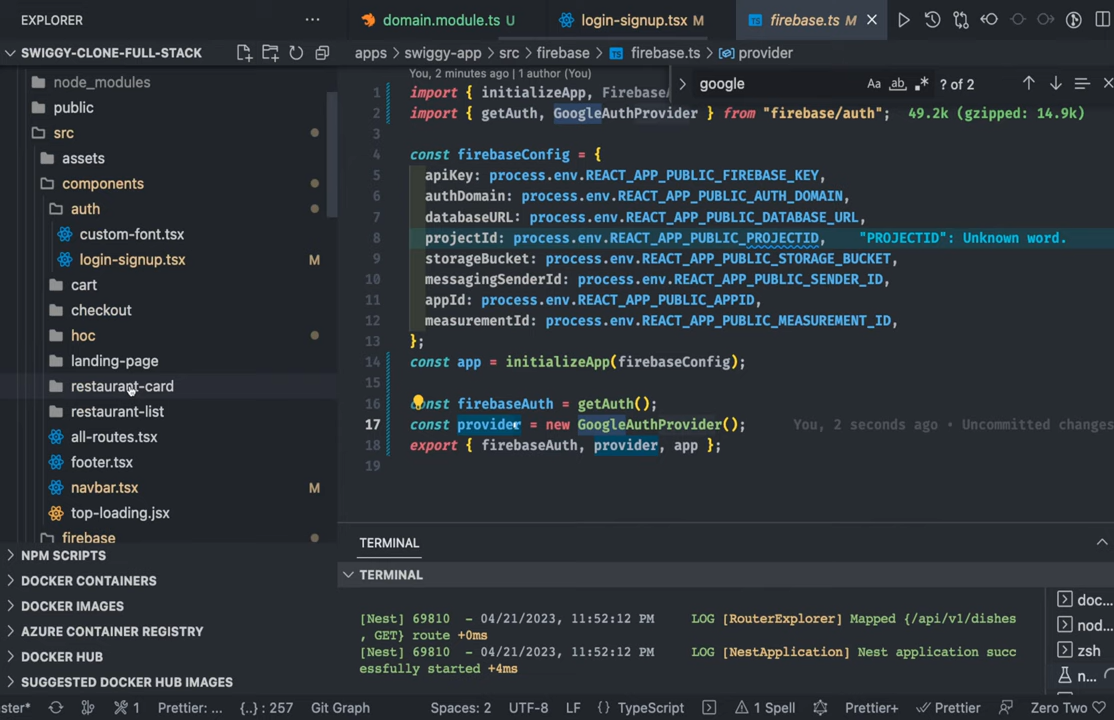 EXPLORER
domain.module.ts U
login-signup.tsx M
TS firebase.ts M
SWIGGY-CLONE-FULL-STACK
apps > swiggy-app > src > firebase > TS firebase.ts > provider
node_modules
public
src
assets
components
auth
custom-font.tsx
login-signup.tsx M
cart
checkout
hoc
landing-page
restaurant-card
restaurant-list
all-routes.tsx
footer.tsx
navbar.tsx M
top-loading.jsx
firebase
NPM SCRIPTS
DOCKER CONTAINERS
DOCKER IMAGES
AZURE CONTAINER REGISTRY
DOCKER HUB
SUGGESTED DOCKER HUB IMAGES
You, 2 minutes ago | 1 author (You)
google Aa ab .* ? of 2
1 import { initializeApp, FirebaseA
2 import { getAuth, GoogleAuthProvider } from "firebase/auth"; 49.2k (gzipped: 14.9k)
3
4 const firebaseConfig = {
5 apiKey: process.env.REACT_APP_PUBLIC_FIREBASE_KEY,
6 authDomain: process.env.REACT_APP_PUBLIC_AUTH_DOMAIN,
7 databaseURL: process.env.REACT_APP_PUBLIC_DATABASE_URL,
8 projectId: process.env.REACT_APP_PUBLIC_PROJECTID, "PROJECTID": Unknown word.
9 storageBucket: process.env.REACT_APP_PUBLIC_STORAGE_BUCKET,
10 messagingSenderId: process.env.REACT_APP_PUBLIC_SENDER_ID,
11 appId: process.env.REACT_APP_PUBLIC_APPID,
12 measurementId: process.env.REACT_APP_PUBLIC_MEASUREMENT_ID,
13 };
14 const app = initializeApp(firebaseConfig);
15
16 const firebaseAuth = getAuth();
17 const provider = new GoogleAuthProvider(); You, 2 seconds ago • Uncommitted changes
18 export { firebaseAuth, provider, app };
19
TERMINAL
TERMINAL
[Nest] 69810 - 04/21/2023, 11:52:12 PM LOG [RouterExplorer] Mapped {/api/v1/dishes
, GET} route +0ms
[Nest] 69810 - 04/21/2023, 11:52:12 PM LOG [NestApplication] Nest application succ
essfully started +4ms
doc...
nod...
zsh
n...
ster* 1 Prettier: ... {..} : 257 Git Graph Spaces: 2 UTF-8 LF {} TypeScript 1 Spell Prettier+ Prettier Zero Two